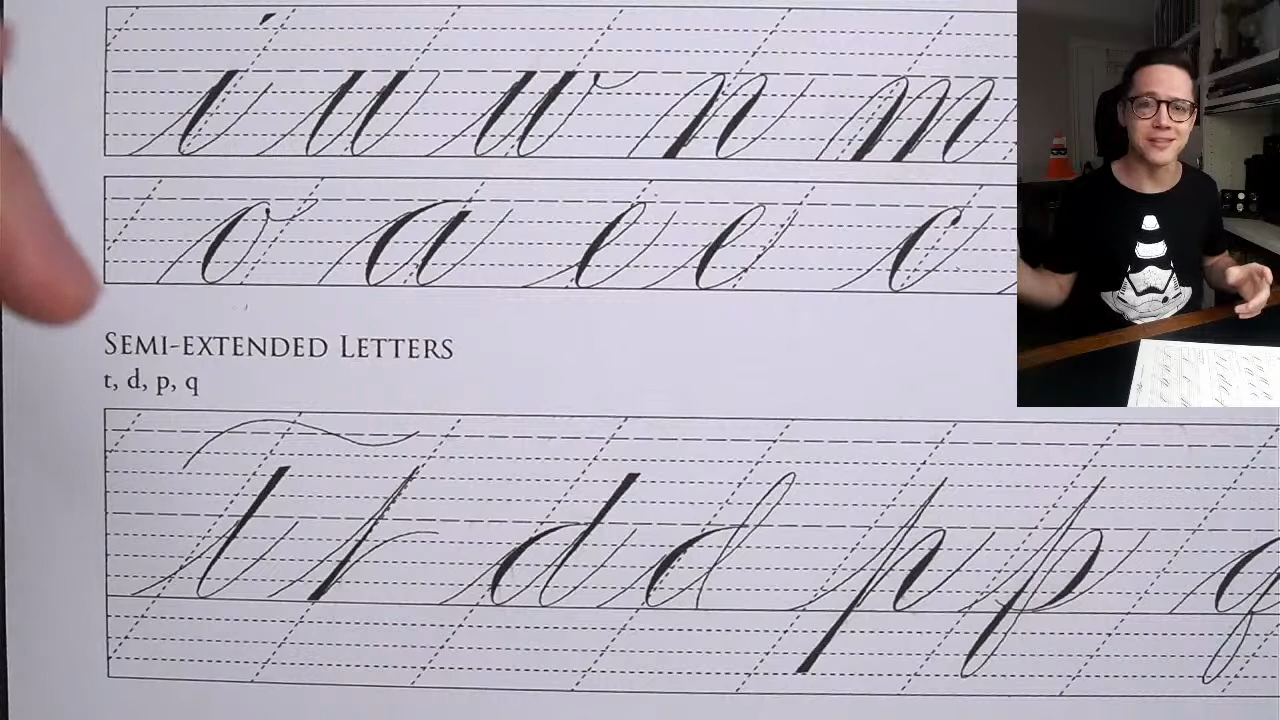 i u w n m
o a e e c
SEMI-EXTENDED LETTERS
t, d, p, q
t t d d p p q